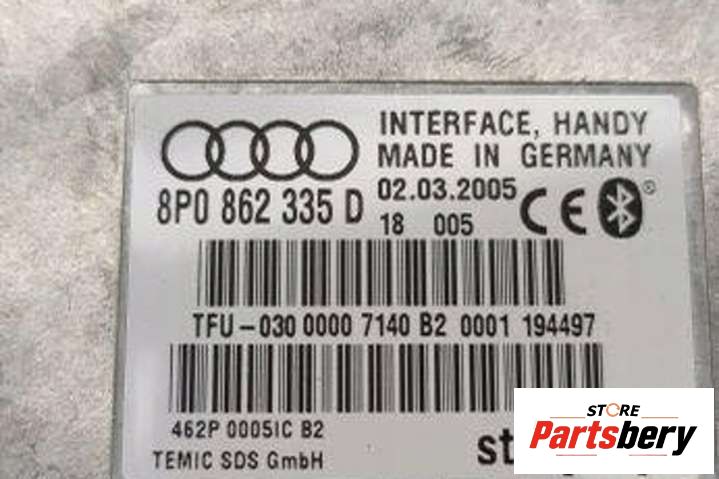 INTERFACE, HANDY
MADE IN GERMANY
8P0 862 335 D
02.03.2005
18 005
CE
TFU-030 0000 7140 B2 0001 194497
462P 0005IC B2
TEMIC SDS GmbH
STORE
Partsbery